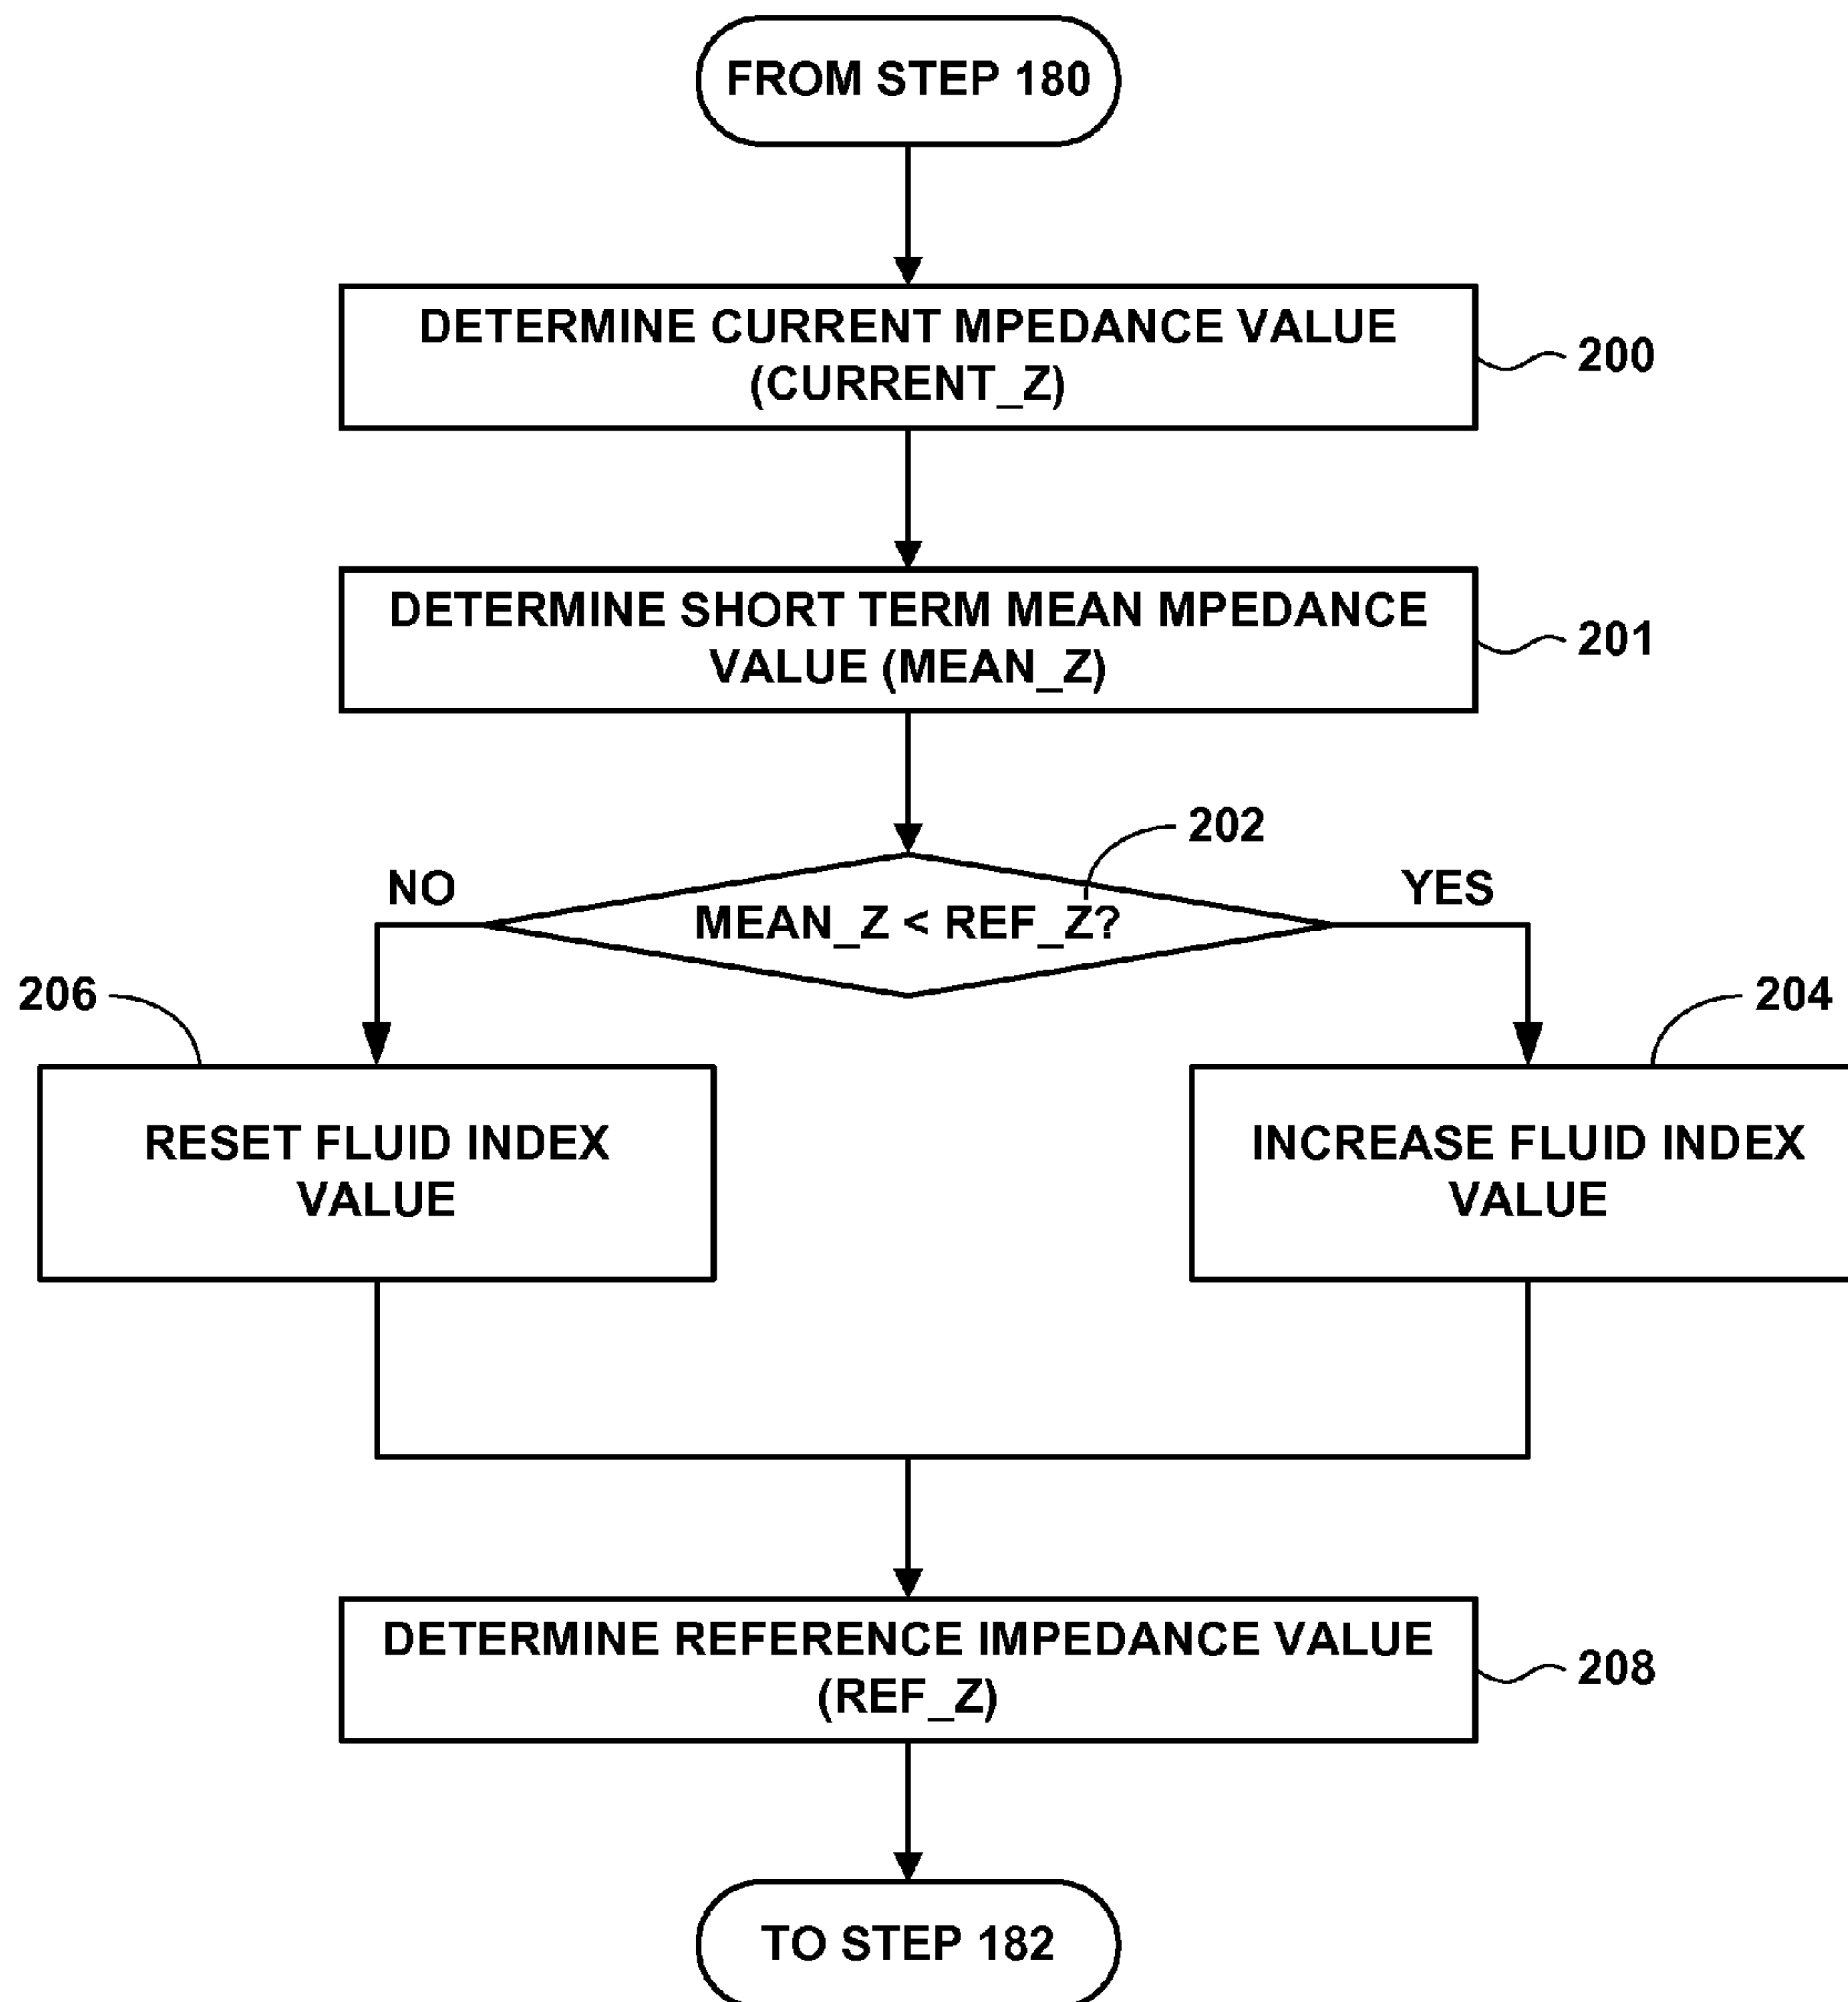 FROM STEP 180
DETERMINE CURRENT MPEDANCE VALUE
(CURRENT_Z)
200
DETERMINE SHORT TERM MEAN MPEDANCE
VALUE (MEAN_Z)
201
202
NO
MEAN_Z < REF_Z?
YES
206
204
RESET FLUID INDEX
VALUE
INCREASE FLUID INDEX
VALUE
DETERMINE REFERENCE IMPEDANCE VALUE
(REF_Z)
208
TO STEP 182